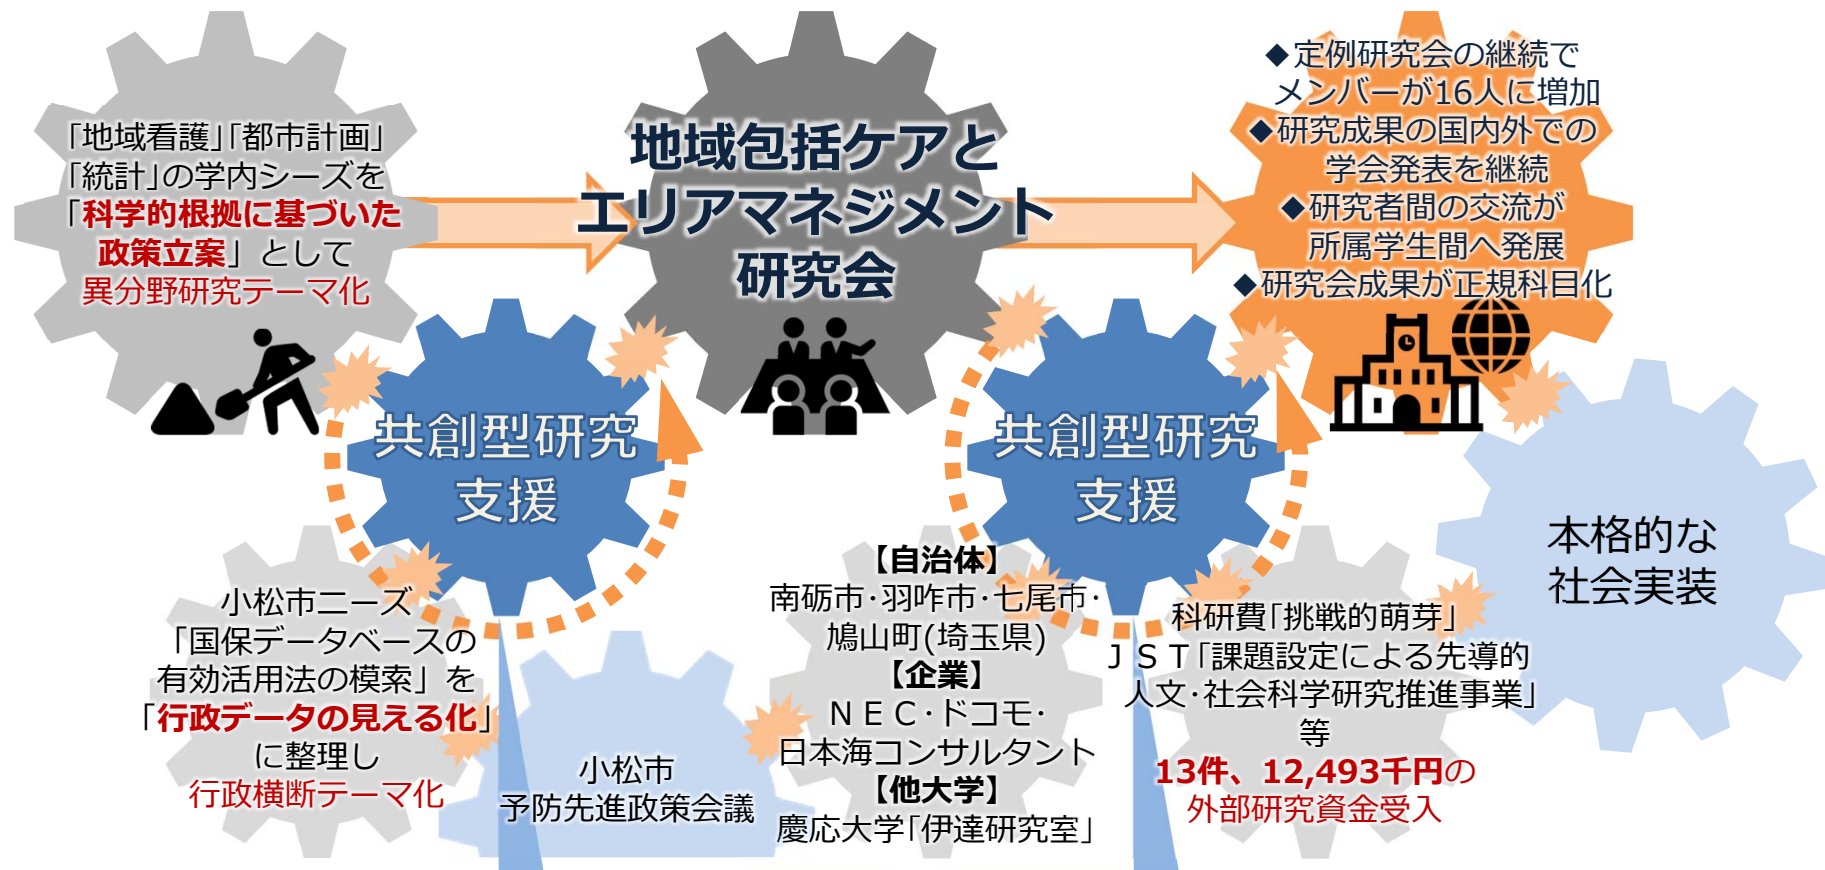 「地域看護」「都市計画」
「統計」の学内シーズを
「科学的根拠に基づいた
政策立案」として
異分野研究テーマ化
地域包括ケアと
エリアマネジメント
研究会
◆定例研究会の継続で
メンバーが16人に増加
◆研究成果の国内外での
学会発表を継続
◆研究者間の交流が
所属学生間へ発展
◆研究会成果が正規科目化
共創型研究
支援
共創型研究
支援
小松市ニーズ
「国保データベースの
有効活用法の模索」を
「行政データの見える化」
に整理し
行政横断テーマ化
小松市
予防先進政策会議
【自治体】
南砺市･羽咋市･七尾市･
鳩山町(埼玉県)
【企業】
ＮＥＣ･ドコモ･
日本海コンサルタント
【他大学】
慶応大学「伊達研究室」
科研費「挑戦的萌芽」
ＪＳＴ「課題設定による先導的
人文･社会科学研究推進事業」
等
13件、12,493千円の
外部研究資金受入
本格的な
社会実装